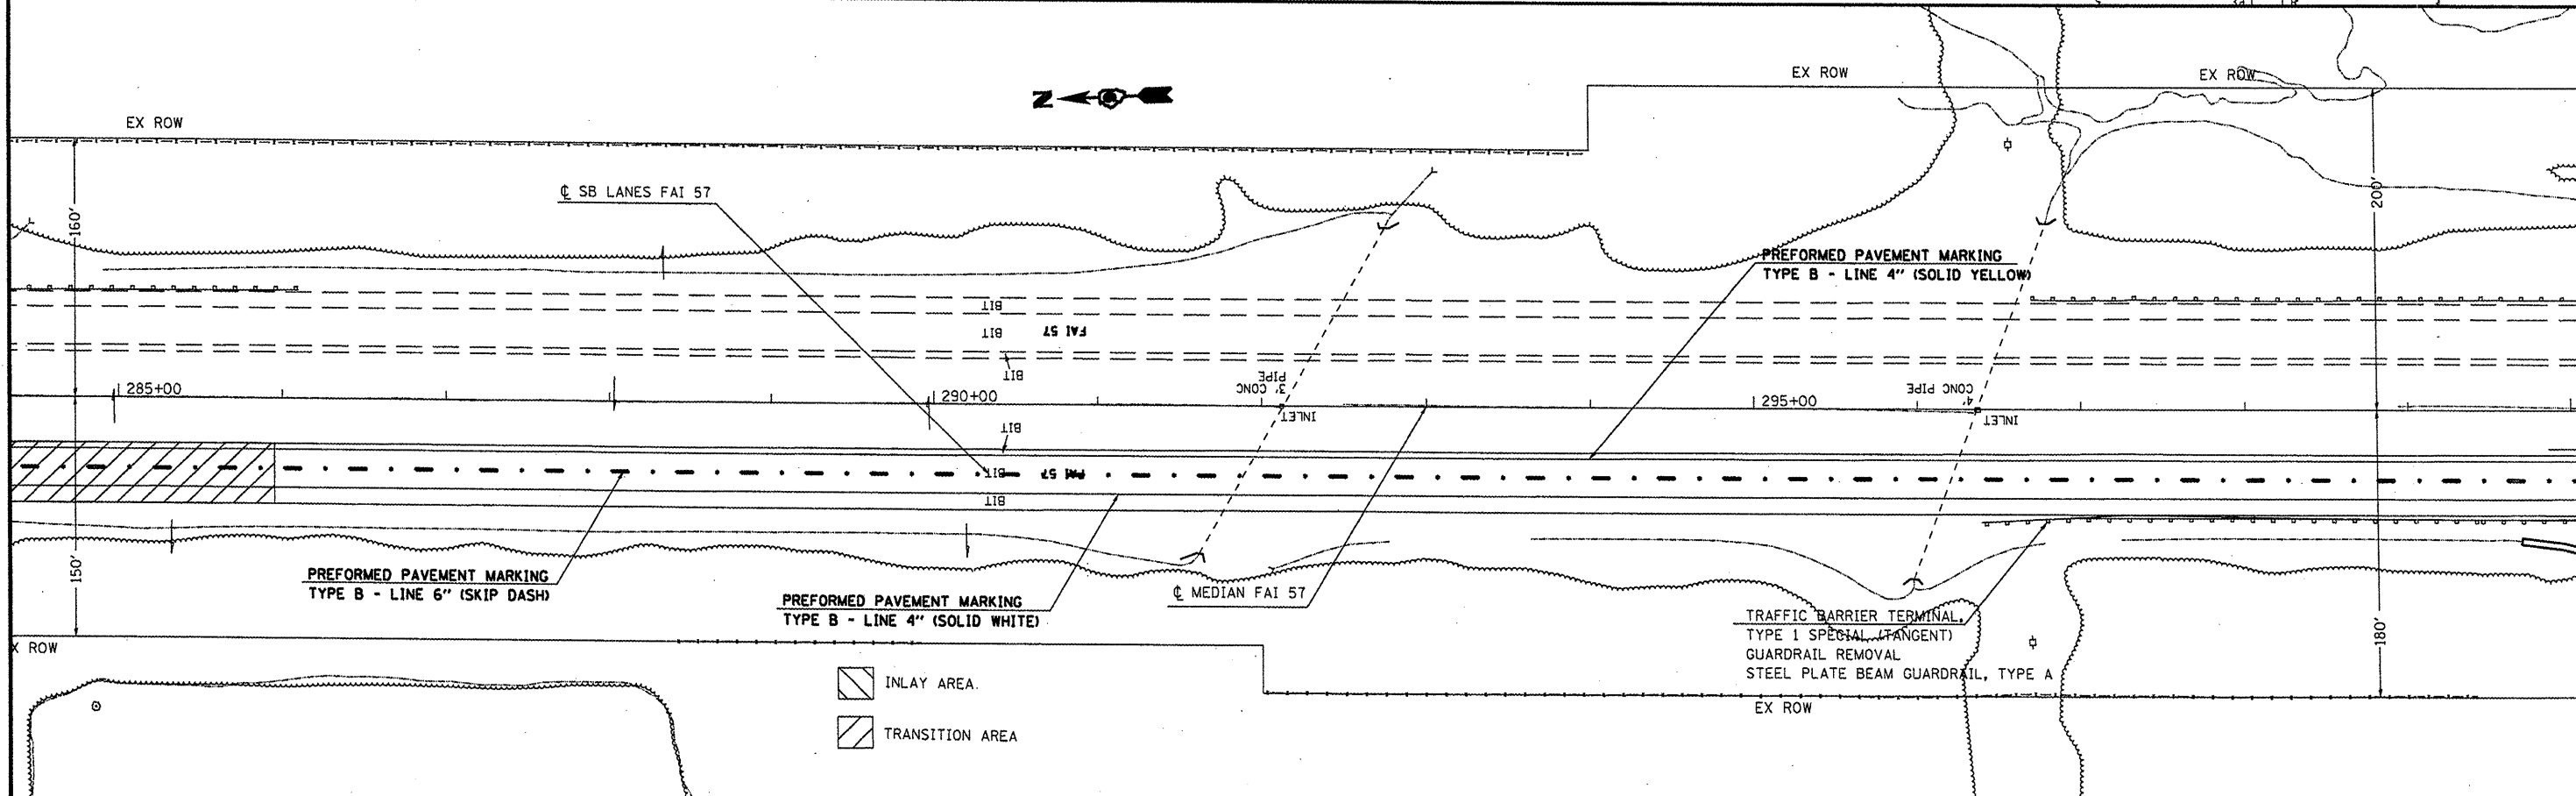 EX ROW
EX ROW
N
EX ROW
℄ SB LANES FAI 57
160'
200'
PREFORMED PAVEMENT MARKING
TYPE B - LINE 4" (SOLID YELLOW)
BIT
BIT
FAI 57
BIT
285+00
290+00
3' CONC
PIPE
INLET
295+00
4' CONC PIPE
INLET
BIT
BIT
FAI 57
BIT
150'
PREFORMED PAVEMENT MARKING
TYPE B - LINE 6" (SKIP DASH)
PREFORMED PAVEMENT MARKING
TYPE B - LINE 4" (SOLID WHITE)
℄ MEDIAN FAI 57
TRAFFIC BARRIER TERMINAL,
TYPE 1 SPECIAL (TANGENT)
GUARDRAIL REMOVAL
STEEL PLATE BEAM GUARDRAIL, TYPE A
180'
X ROW
INLAY AREA.
TRANSITION AREA
EX ROW